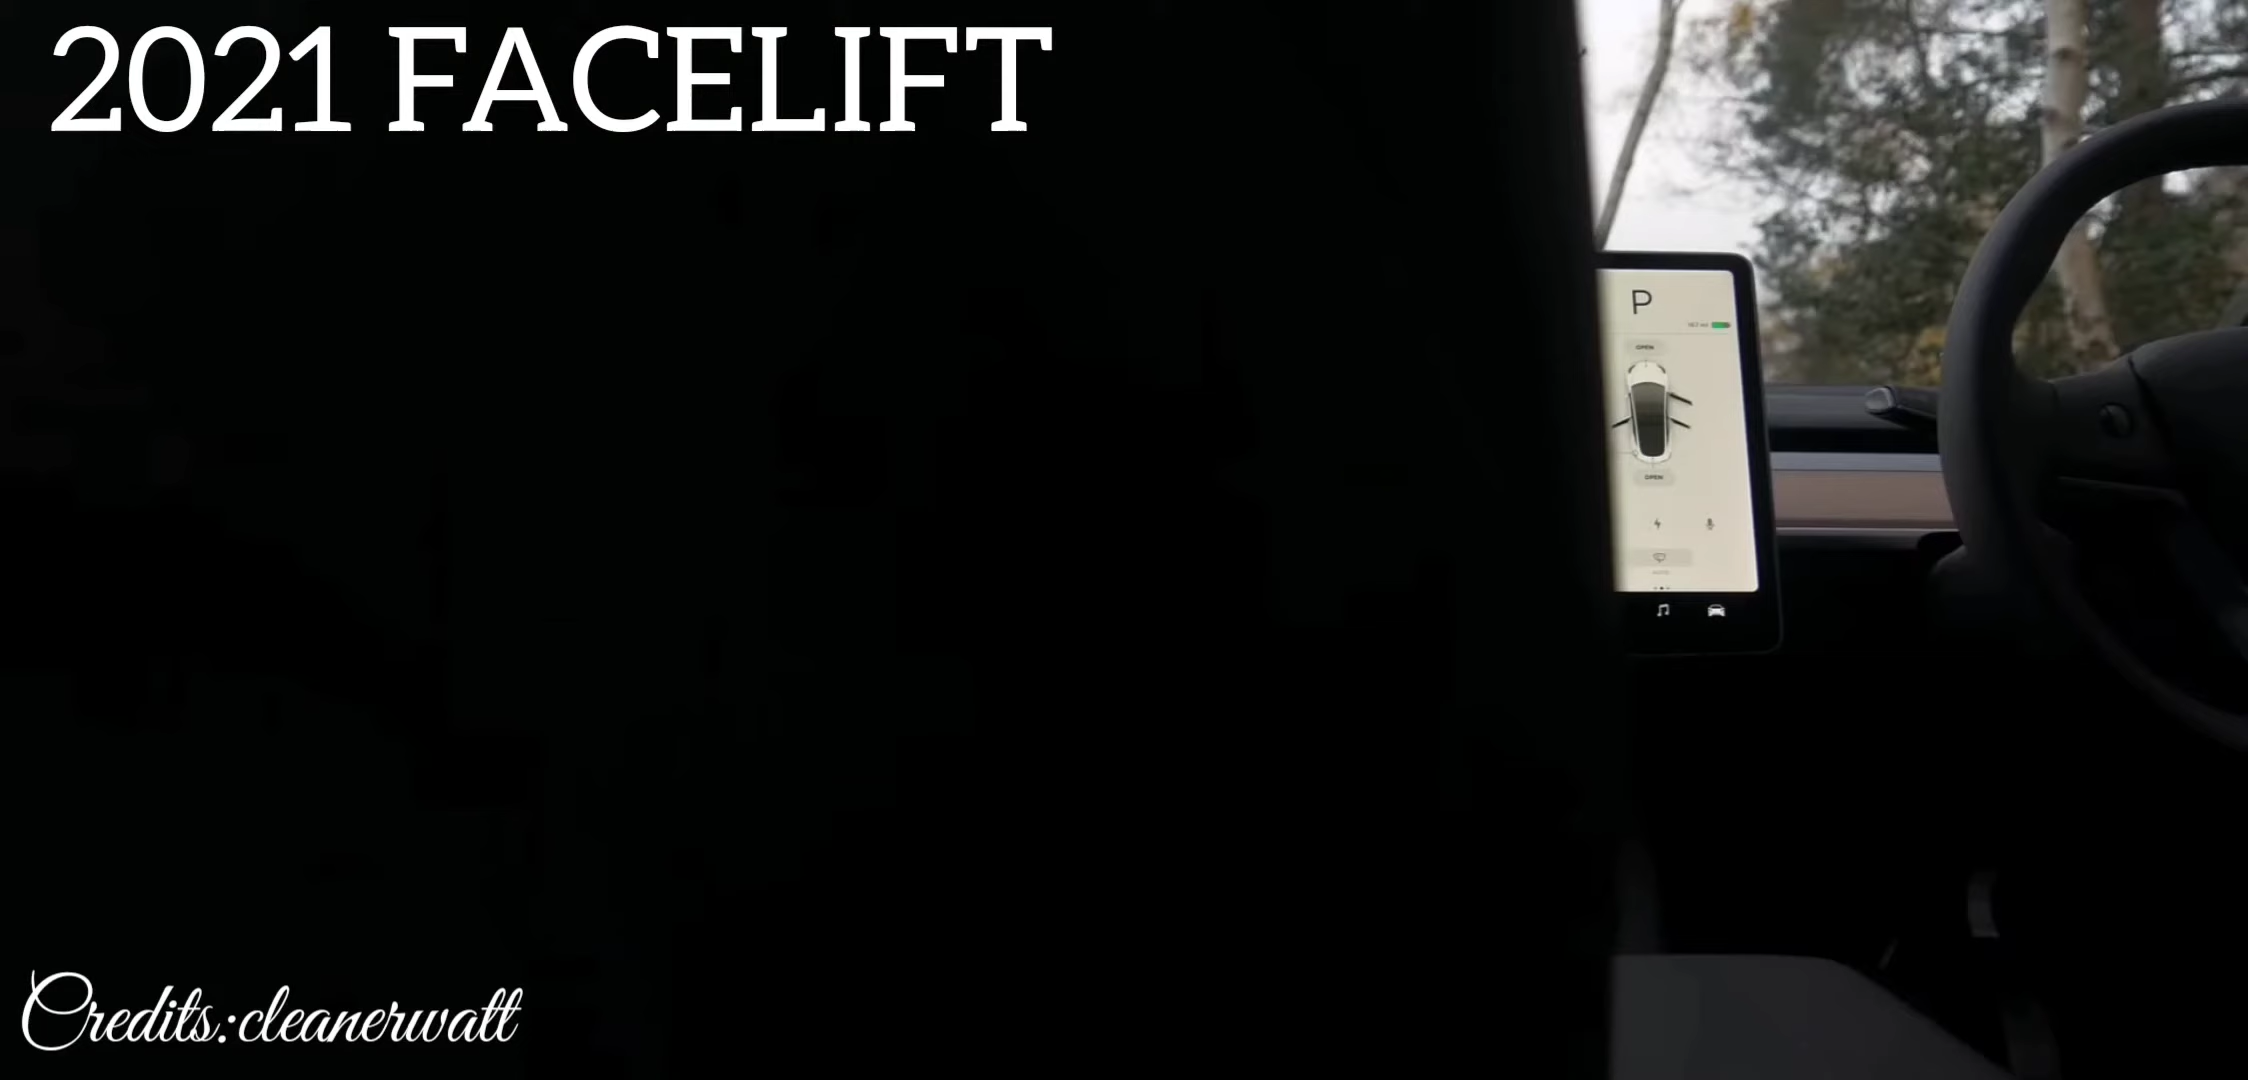 2021 FACELIFT
P
OPEN
OPEN
Credits:cleanerwatt